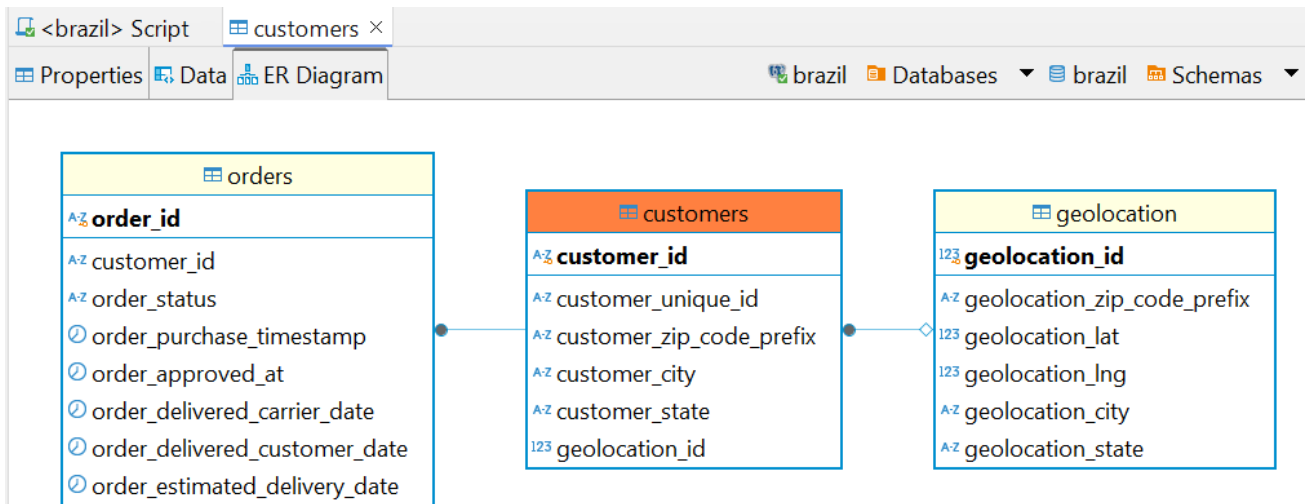 <brazil> Script customers ×
Properties Data ER Diagram brazil Databases brazil Schemas
orders
order_id
customer_id
order_status
order_purchase_timestamp
order_approved_at
order_delivered_carrier_date
order_delivered_customer_date
order_estimated_delivery_date
customers
customer_id
customer_unique_id
customer_zip_code_prefix
customer_city
customer_state
geolocation_id
geolocation
geolocation_id
geolocation_zip_code_prefix
geolocation_lat
geolocation_lng
geolocation_city
geolocation_state